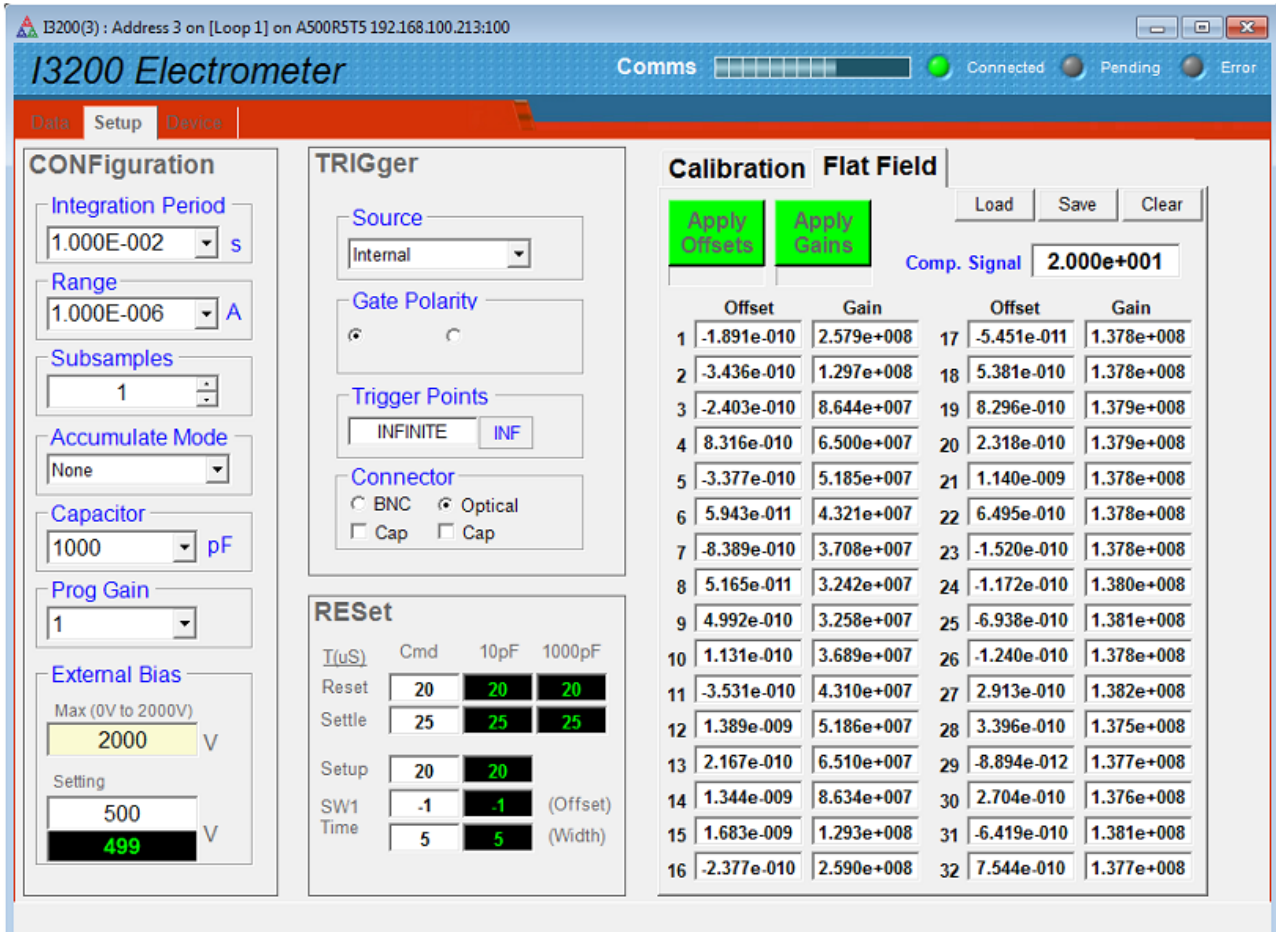 I3200(3) : Address 3 on [Loop 1] on A500R5T5 192.168.100.213:100
I3200 Electrometer
Comms
Connected
Pending
Error
Data
Setup
Device
CONFiguration
Integration Period
1.000E-002 s
Range
1.000E-006 A
Subsamples
1
Accumulate Mode
None
Capacitor
1000 pF
Prog Gain
1
External Bias
Max (0V to 2000V)
2000 V
Setting
500
499
V
TRIGger
Source
Internal
Gate Polarity
Trigger Points
INFINITE INF
Connector
BNC Optical
Cap Cap
RESet
T(uS) Cmd 10pF 1000pF
Reset 20 20 20
Settle 25 25 25
Setup 20 20
SW1 -1 -1 (Offset)
Time 5 5 (Width)
Calibration Flat Field
Load Save Clear
Apply Offsets
Apply Gains
Comp. Signal 2.000e+001
Offset Gain Offset Gain
1 -1.891e-010 2.579e+008 17 -5.451e-011 1.378e+008
2 -3.436e-010 1.297e+008 18 5.381e-010 1.378e+008
3 -2.403e-010 8.644e+007 19 8.296e-010 1.379e+008
4 8.316e-010 6.500e+007 20 2.318e-010 1.379e+008
5 -3.377e-010 5.185e+007 21 1.140e-009 1.378e+008
6 5.943e-011 4.321e+007 22 6.495e-010 1.378e+008
7 -8.389e-010 3.708e+007 23 -1.520e-010 1.378e+008
8 5.165e-011 3.242e+007 24 -1.172e-010 1.380e+008
9 4.992e-010 3.258e+007 25 -6.938e-010 1.381e+008
10 1.131e-010 3.689e+007 26 -1.240e-010 1.378e+008
11 -3.531e-010 4.310e+007 27 2.913e-010 1.382e+008
12 1.389e-009 5.186e+007 28 3.396e-010 1.375e+008
13 2.167e-010 6.510e+007 29 -8.894e-012 1.377e+008
14 1.344e-009 8.634e+007 30 2.704e-010 1.376e+008
15 1.683e-009 1.293e+008 31 -6.419e-010 1.381e+008
16 -2.377e-010 2.590e+008 32 7.544e-010 1.377e+008